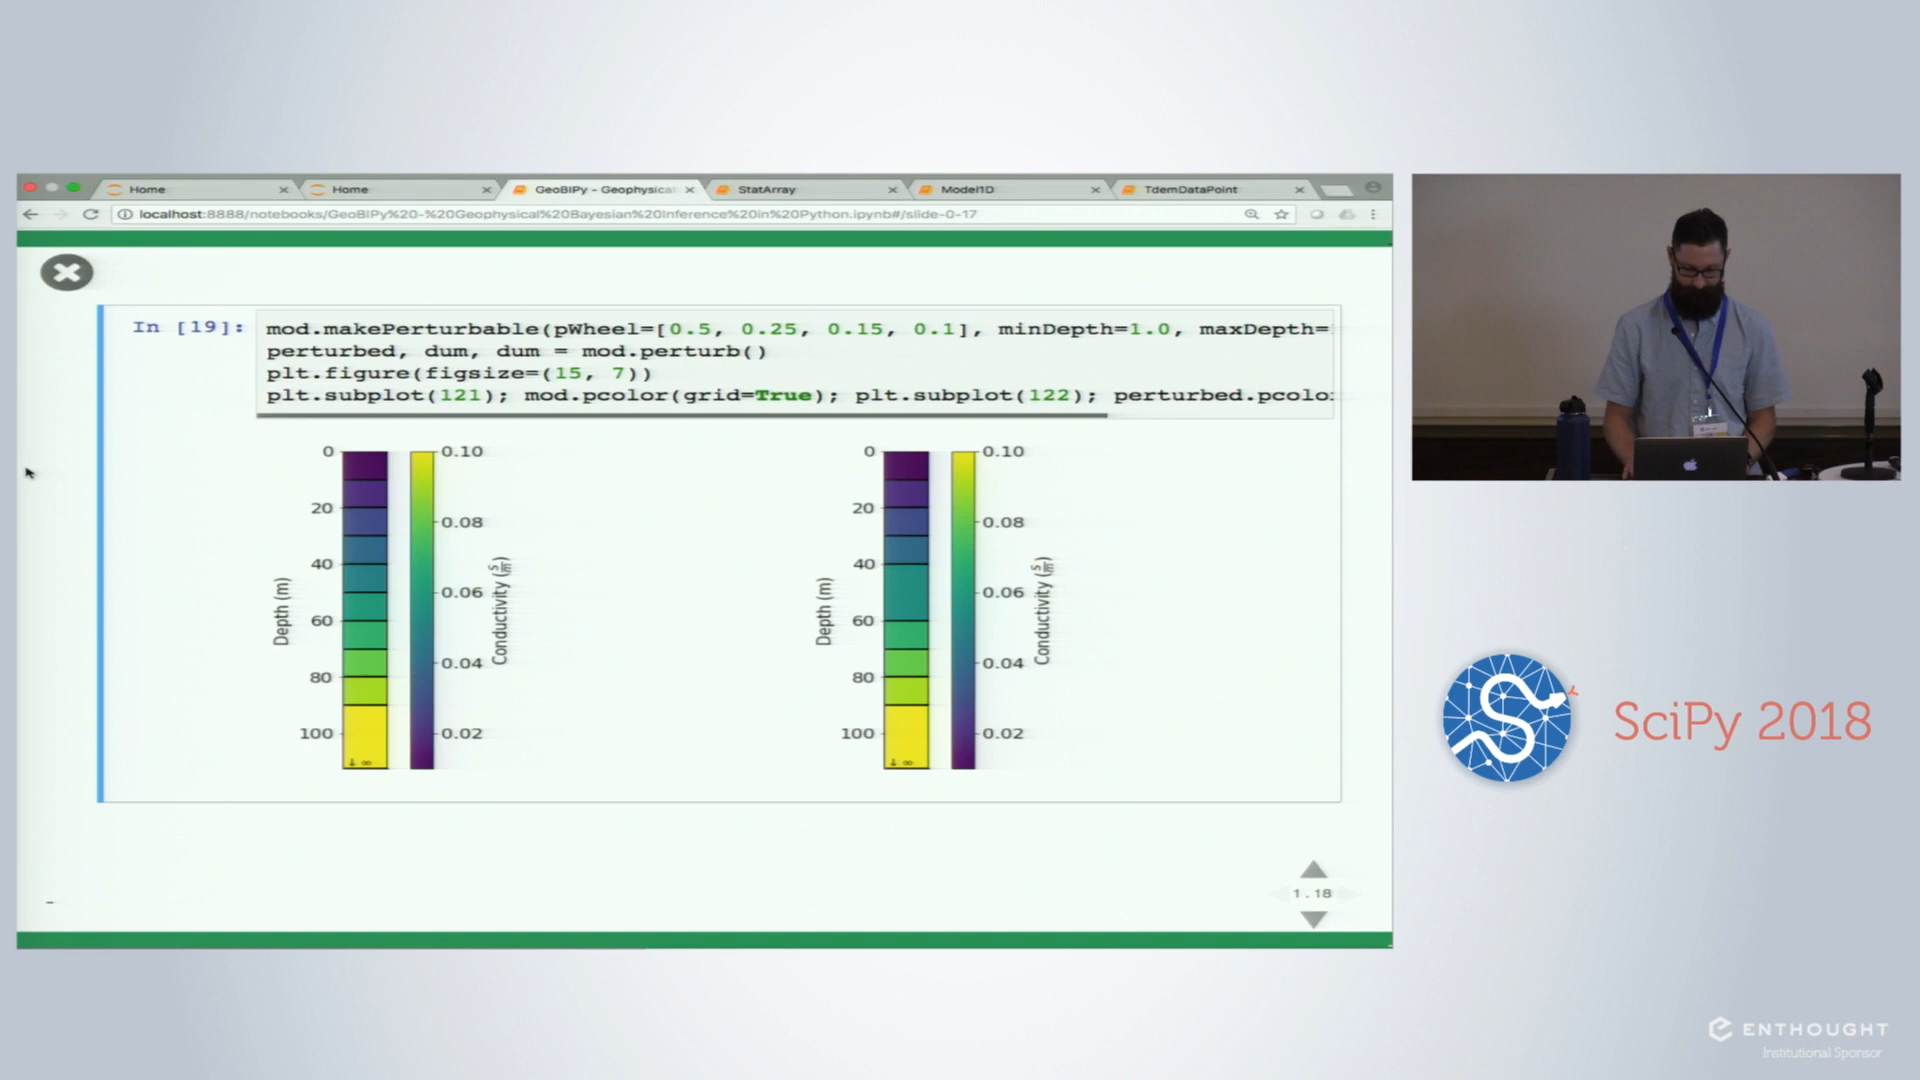 Home
Home
GeoBIPy - Geophysical
StatArray
Model1D
TdemDataPoint
localhost:8888/notebooks/GeoBIPy%20-%20Geophysical%20Bayesian%20Inference%20in%20Python.ipynb#/slide-0-17
In [19]:
mod.makePerturbable(pWheel=[0.5, 0.25, 0.15, 0.1], minDepth=1.0, maxDepth=
perturbed, dum, dum = mod.perturb()
plt.figure(figsize=(15, 7))
plt.subplot(121); mod.pcolor(grid=True); plt.subplot(122); perturbed.pcolo
0
20
40
60
80
100
Depth (m)
↓ ∞
0.10
0.08
0.06
0.04
0.02
Conductivity (S/m)
0
20
40
60
80
100
Depth (m)
↓ ∞
0.10
0.08
0.06
0.04
0.02
Conductivity (S/m)
1.18
SciPy 2018
ENTHOUGHT
Institutional Sponsor